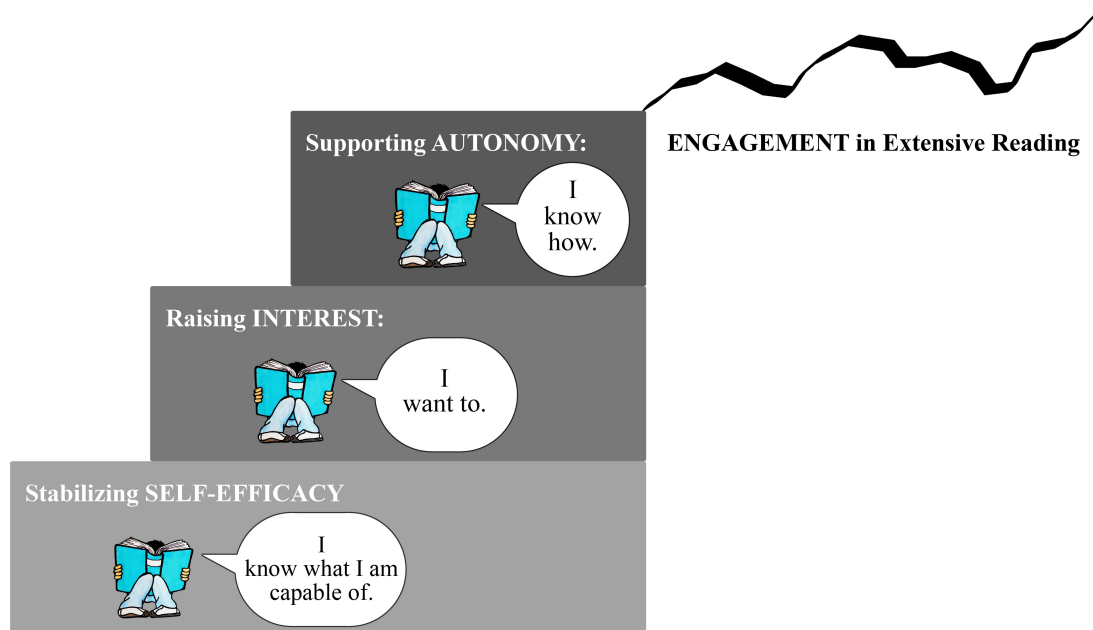 Supporting AUTONOMY:
ENGAGEMENT in Extensive Reading
I
know
how.
Raising INTEREST:
I
want to.
Stabilizing SELF-EFFICACY
I
know what I am
capable of.